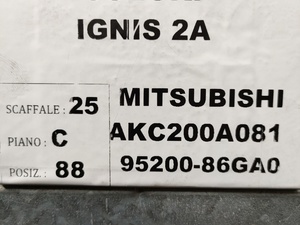 IGNIS 2A
SCAFFALE : 25
PIANO : C
POSIZ. : 88
MITSUBISHI
AKC200A081
95200-86GA0